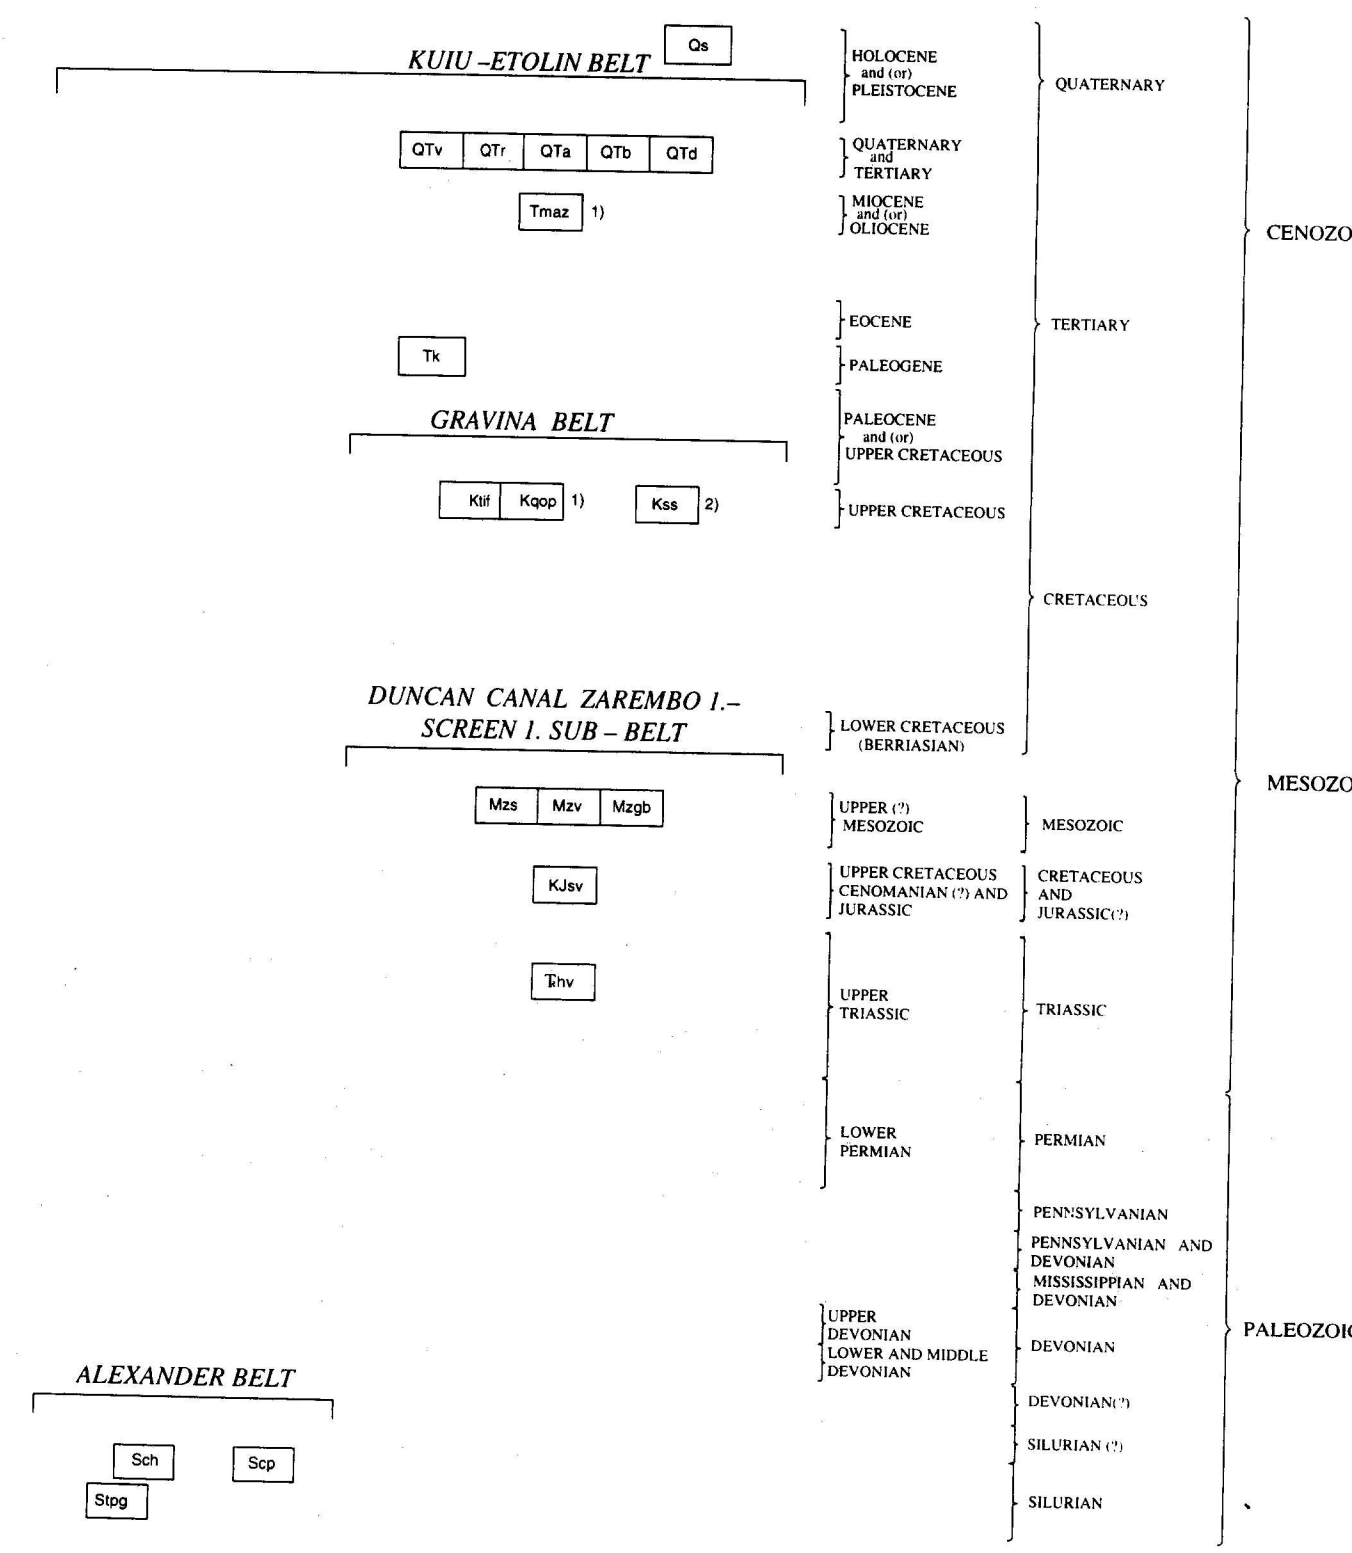 Qs
KUIU –ETOLIN BELT
HOLOCENE
and (or)
PLEISTOCENE
QUATERNARY
QTv QTr QTa QTb QTd
QUATERNARY
and
TERTIARY
Tmaz 1)
MIOCENE
and (or)
OLIOCENE
CENOZO
EOCENE
TERTIARY
Tk
PALEOGENE
GRAVINA BELT
PALEOCENE
and (or)
UPPER CRETACEOUS
Ktif Kqop 1) Kss 2)
UPPER CRETACEOUS
CRETACEOUS
DUNCAN CANAL ZAREMBO 1.–
SCREEN 1. SUB – BELT
LOWER CRETACEOUS
(BERRIASIAN)
MESOZO
Mzs Mzv Mzgb
UPPER (?)
MESOZOIC
MESOZOIC
KJsv
UPPER CRETACEOUS
CENOMANIAN (?) AND
JURASSIC
CRETACEOUS
AND
JURASSIC(?)
Ꞧhv
UPPER
TRIASSIC
TRIASSIC
LOWER
PERMIAN
PERMIAN
PENNSYLVANIAN
PENNSYLVANIAN AND
DEVONIAN
MISSISSIPPIAN AND
DEVONIAN
UPPER
DEVONIAN
LOWER AND MIDDLE
DEVONIAN
DEVONIAN
PALEOZOIC
ALEXANDER BELT
DEVONIAN(?)
Sch Scp
SILURIAN (?)
Stpg
SILURIAN